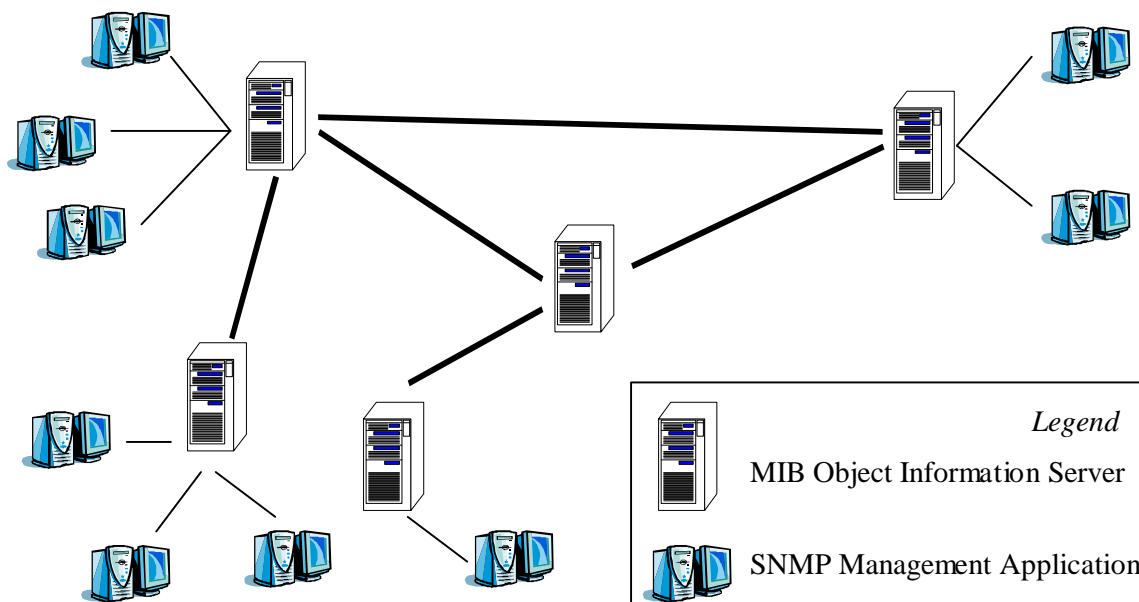 Legend
MIB Object Information Server
SNMP Management Application